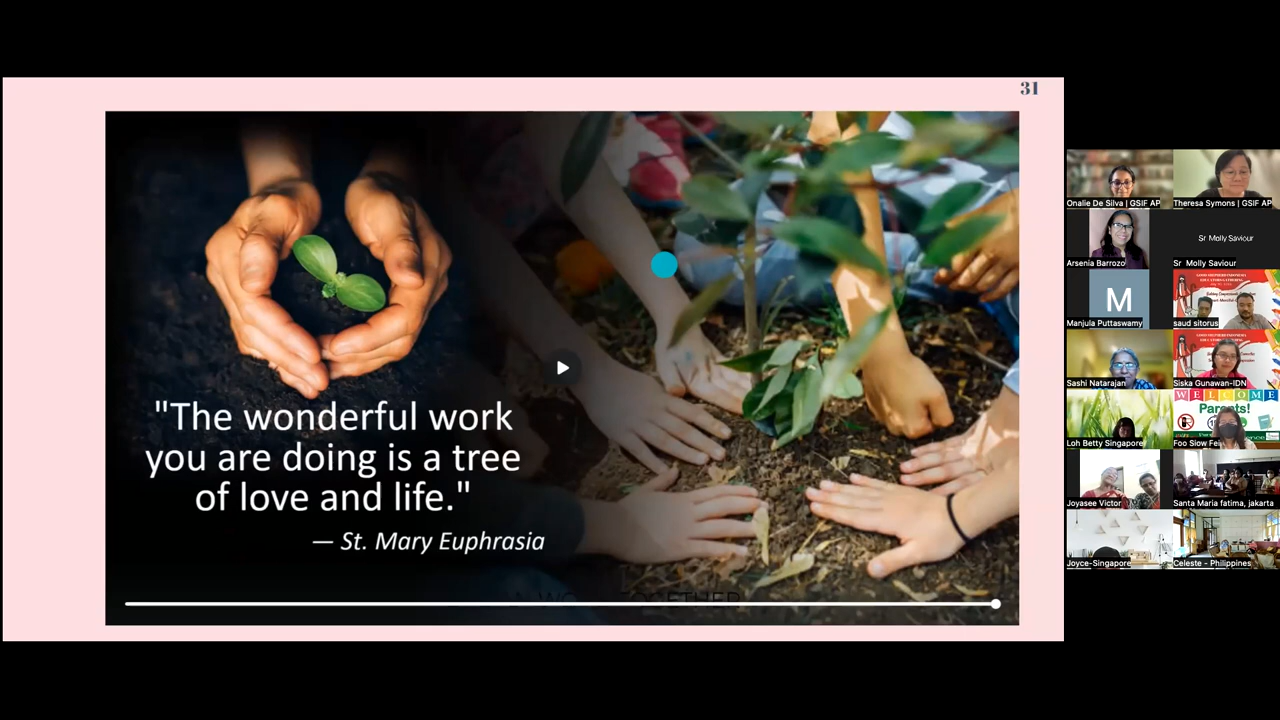 31
"The wonderful work
you are doing is a tree
of love and life."
— St. Mary Euphrasia
TOGETHER
Onalie De Silva | GSIF AP
Theresa Symons | GSIF AP
Arsenia Barrozo
Sr Molly Saviour
Sr Molly Saviour
M
Manjula Puttaswamy
saud sitorus
Sashi Natarajan
Siska Gunawan-IDN
WELCOME
Parents!
Loh Betty Singapore
Foo Siow Fei
Joyasee Victor
Santa Maria fatima, jakarta
Joyce-Singapore
Celeste - Philippines